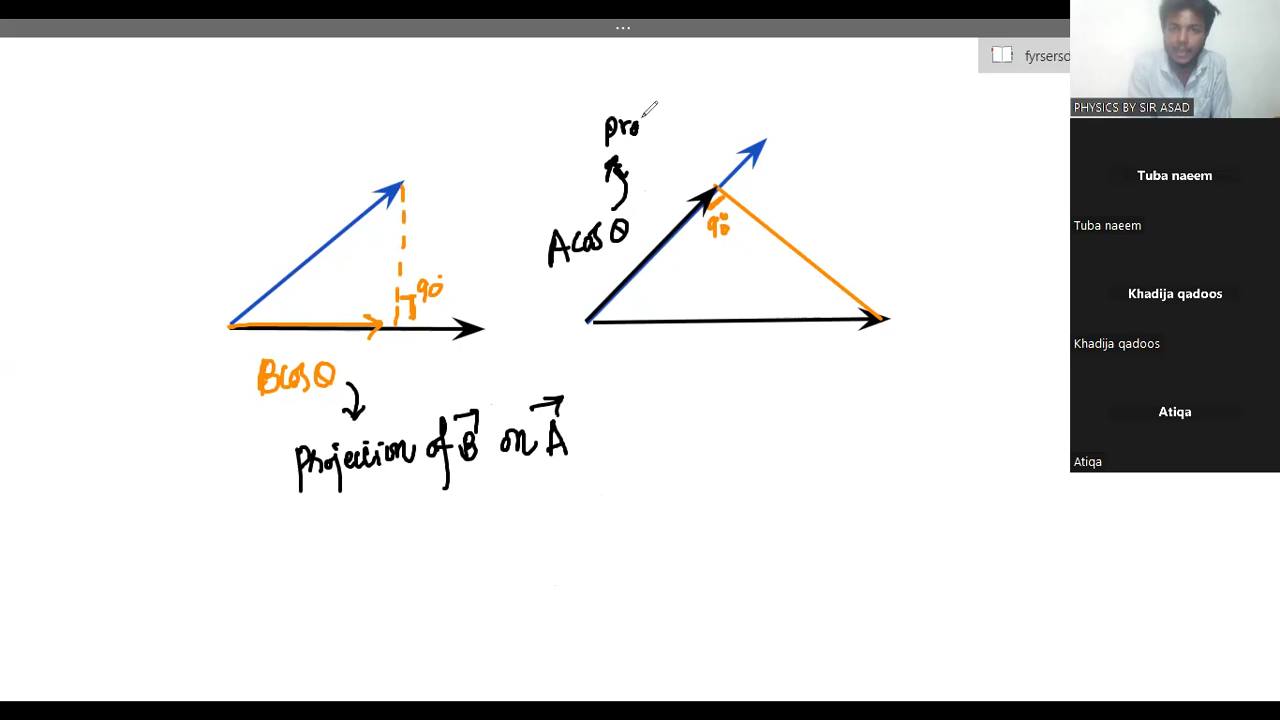 ...
fyrsersd
PHYSICS BY SIR ASAD
Tuba naeem
Tuba naeem
Khadija qadoos
Khadija qadoos
Atiqa
Atiqa
pro
A cos θ
90°
90°
B cos θ
Projection of B⃗ on A⃗